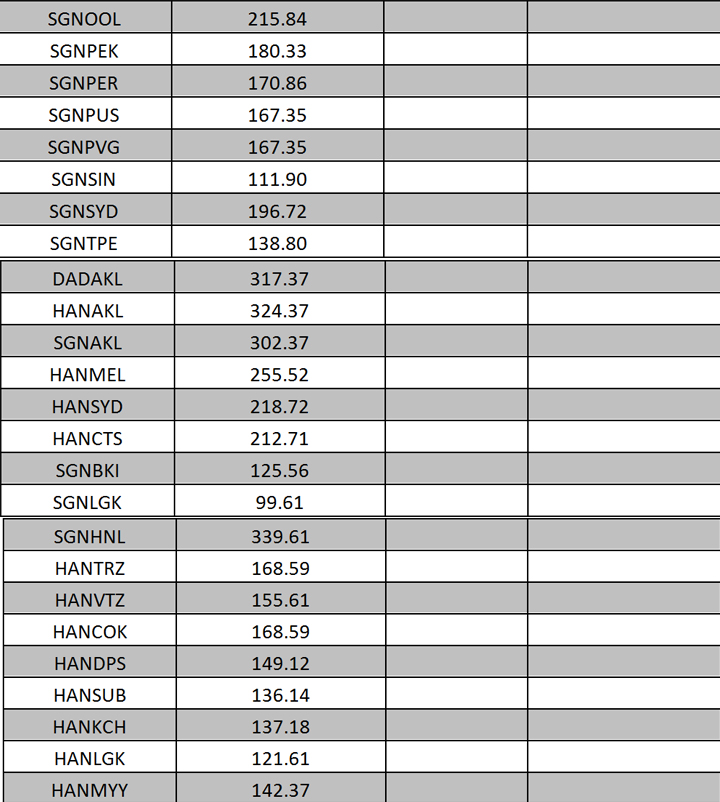 SGNOOL 215.84
SGNPEK 180.33
SGNPER 170.86
SGNPUS 167.35
SGNPVG 167.35
SGNSIN 111.90
SGNSYD 196.72
SGNTPE 138.80
DADAKL 317.37
HANAKL 324.37
SGNAKL 302.37
HANMEL 255.52
HANSYD 218.72
HANCTS 212.71
SGNBKI 125.56
SGNLGK 99.61
SGNHNL 339.61
HANTRZ 168.59
HANVTZ 155.61
HANCOK 168.59
HANDPS 149.12
HANSUB 136.14
HANKCH 137.18
HANLGK 121.61
HANMYY 142.37